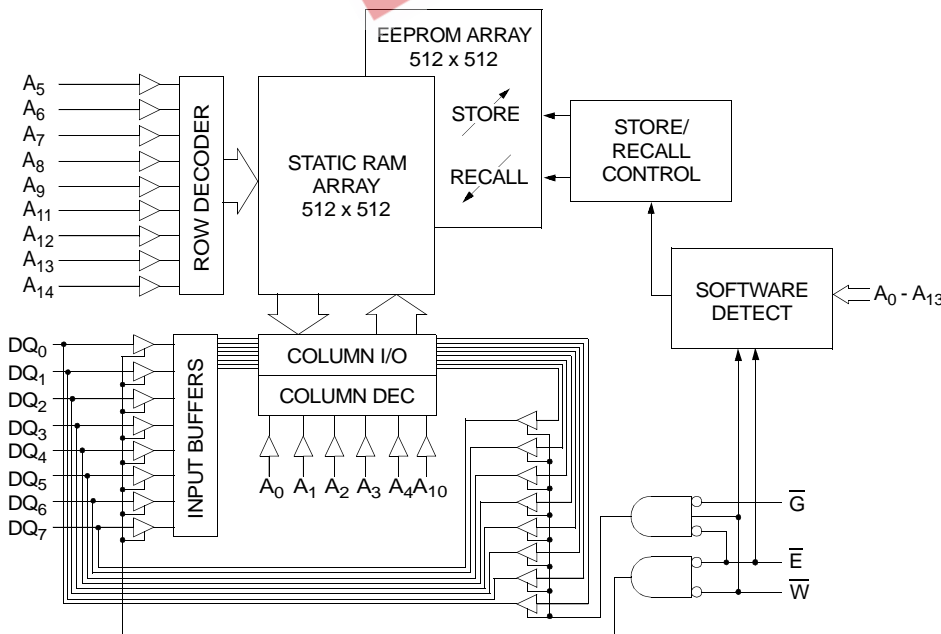 EEPROM ARRAY
512 x 512
STORE
RECALL
STORE/
RECALL
CONTROL
A5
A6
A7
A8
A9
A11
A12
A13
A14
ROW DECODER
STATIC RAM
ARRAY
512 x 512
SOFTWARE
DETECT
A0 - A13
DQ0
DQ1
DQ2
DQ3
DQ4
DQ5
DQ6
DQ7
INPUT BUFFERS
COLUMN I/O
COLUMN DEC
A0 A1 A2 A3 A4 A10
G̅
E̅
W̅